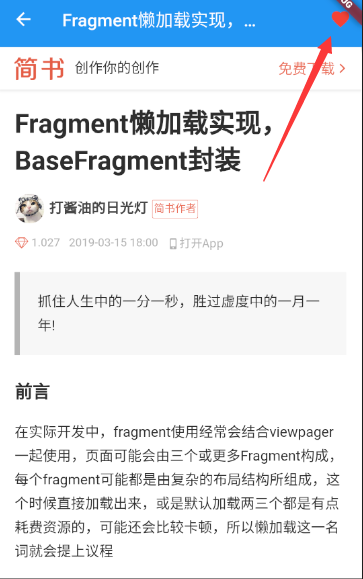 Fragment懒加载实现，...
简书 创作你的创作 免费下载 >
Fragment懒加载实现，
BaseFragment封装
打酱油的日光灯 简书作者
1.027 2019-03-15 18:00 打开App
抓住人生中的一分一秒，胜过虚度中的一月一
年!
前言
在实际开发中，fragment使用经常会结合viewpager
一起使用，页面可能会由三个或更多Fragment构成，
每个fragment可能都是由复杂的布局结构所组成，这
个时候直接加载出来，或是默认加载两三个都是有点
耗费资源的，可能还会比较卡顿，所以懒加载这一名
词就会提上议程